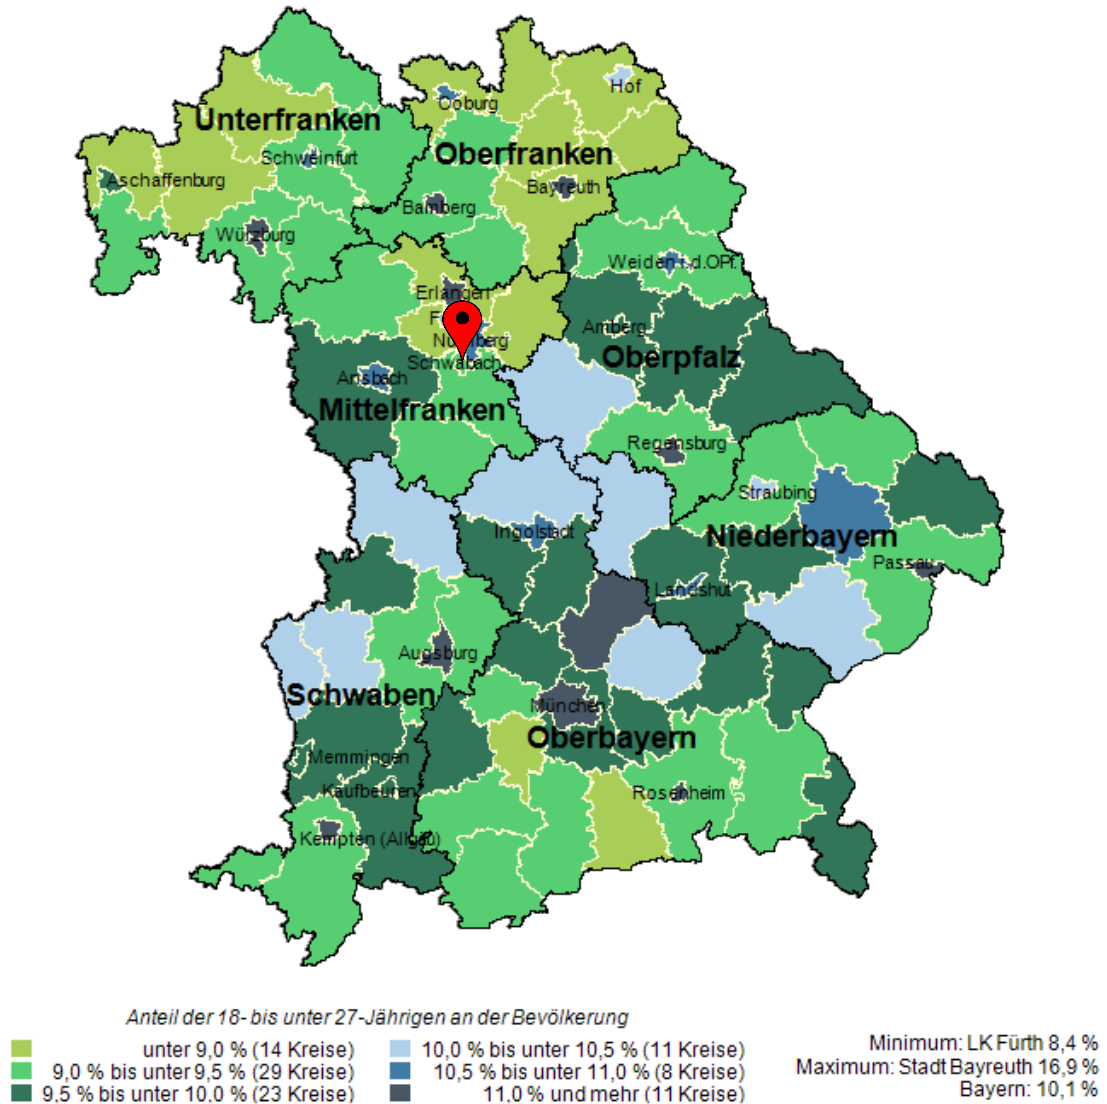 Hof
Coburg
Unterfranken
Schweinfurt
Oberfranken
Aschaffenburg
Bayreuth
Bamberg
Würzburg
Weiden i.d.OPf.
Erlangen
Amberg
Nürnberg
Oberpfalz
Schwabach
Ansbach
Mittelfranken
Regensburg
Straubing
Ingolstadt
Niederbayern
Passau
Landshut
Augsburg
Schwaben
München
Oberbayern
Memmingen
Kaufbeuren
Rosenheim
Kempten (Allgäu)
Anteil der 18- bis unter 27-Jährigen an der Bevölkerung
unter 9,0 % (14 Kreise)
9,0 % bis unter 9,5 % (29 Kreise)
9,5 % bis unter 10,0 % (23 Kreise)
10,0 % bis unter 10,5 % (11 Kreise)
10,5 % bis unter 11,0 % (8 Kreise)
11,0 % und mehr (11 Kreise)
Minimum: LK Fürth 8,4 %
Maximum: Stadt Bayreuth 16,9 %
Bayern: 10,1 %